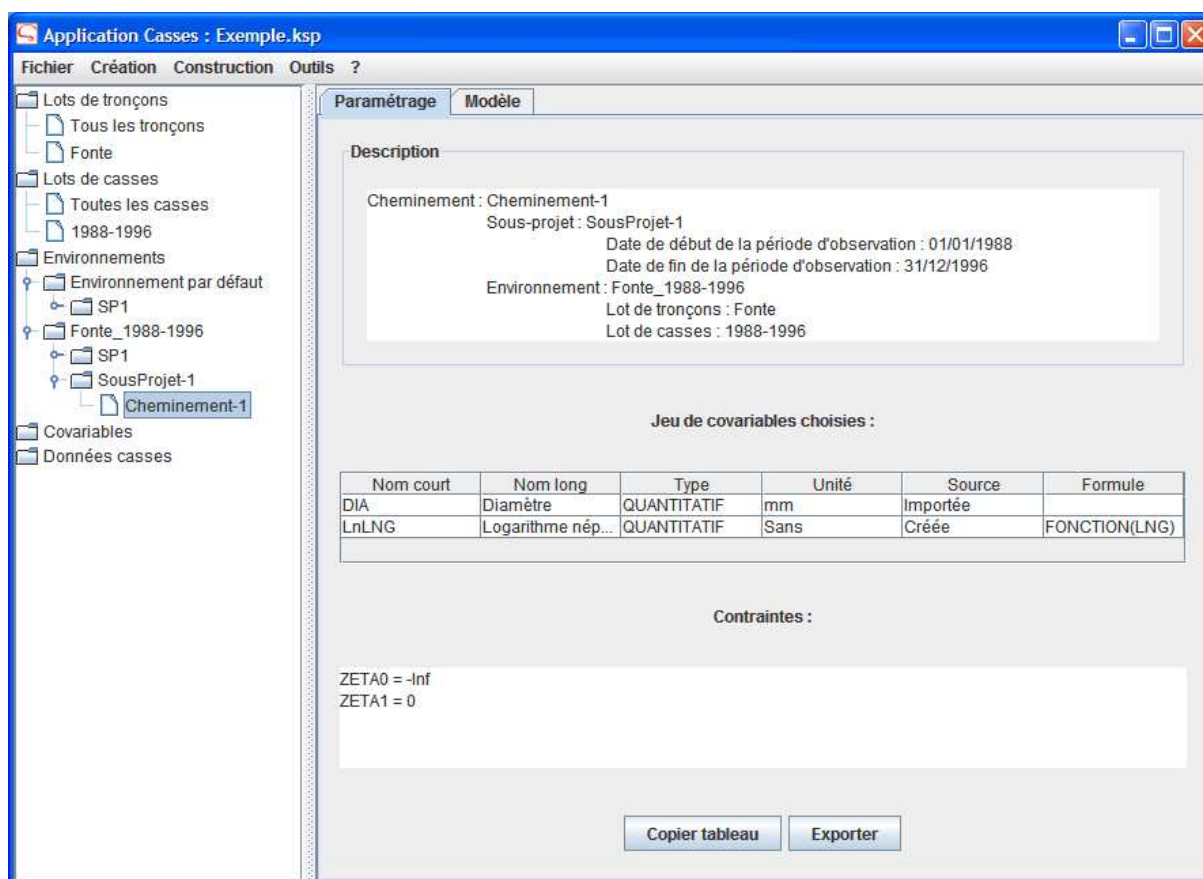 Application Casses : Exemple.ksp
Fichier Création Construction Outils ?
Lots de tronçons
Tous les tronçons
Fonte
Lots de casses
Toutes les casses
1988-1996
Environnements
Environnement par défaut
SP1
Fonte_1988-1996
SP1
SousProjet-1
Cheminement-1
Covariables
Données casses
Paramétrage Modèle
Description
Cheminement : Cheminement-1
Sous-projet : SousProjet-1
Date de début de la période d'observation : 01/01/1988
Date de fin de la période d'observation : 31/12/1996
Environnement : Fonte_1988-1996
Lot de tronçons : Fonte
Lot de casses : 1988-1996
Jeu de covariables choisies :
Nom court Nom long Type Unité Source Formule
DIA Diamètre QUANTITATIF mm Importée
LnLNG Logarithme nép... QUANTITATIF Sans Créée FONCTION(LNG)
Contraintes :
ZETA0 = -Inf
ZETA1 = 0
Copier tableau Exporter